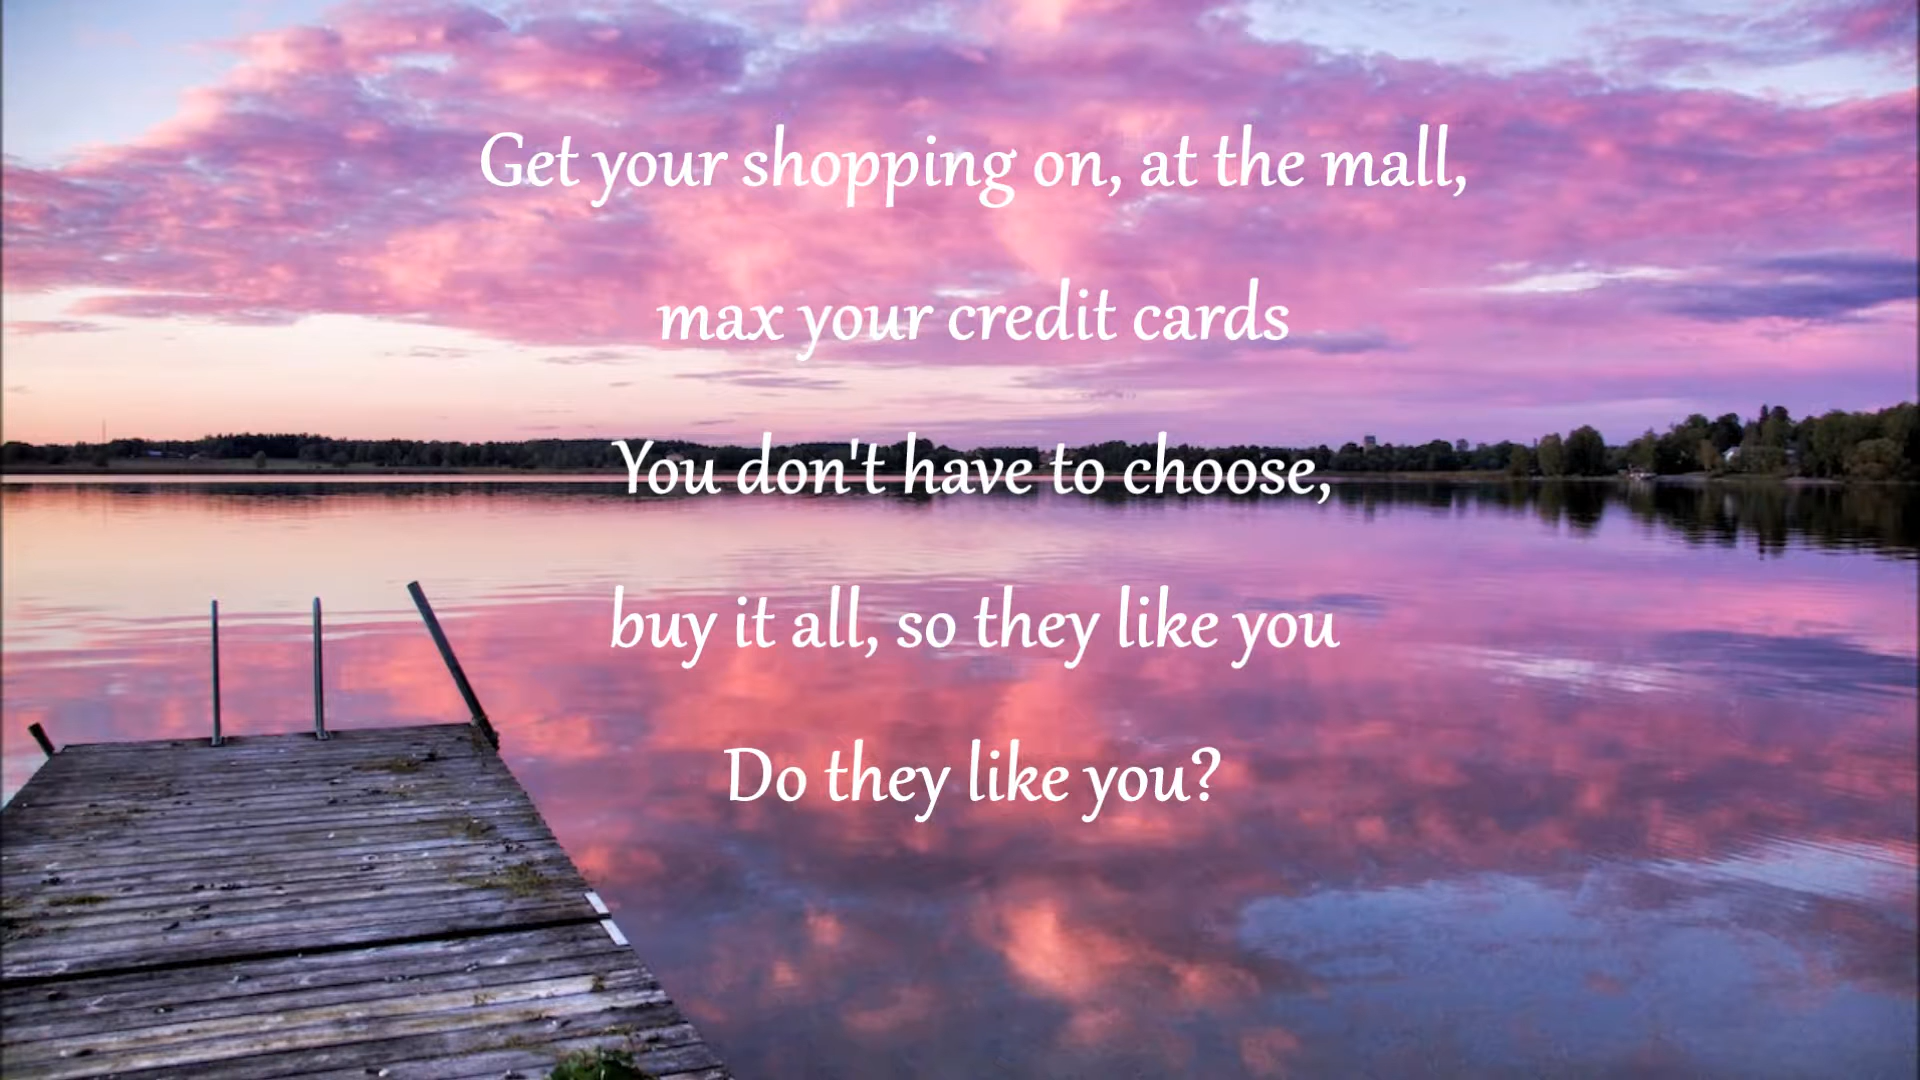 Get your shopping on, at the mall,
max your credit cards
You don't have to choose,
buy it all, so they like you
Do they like you?